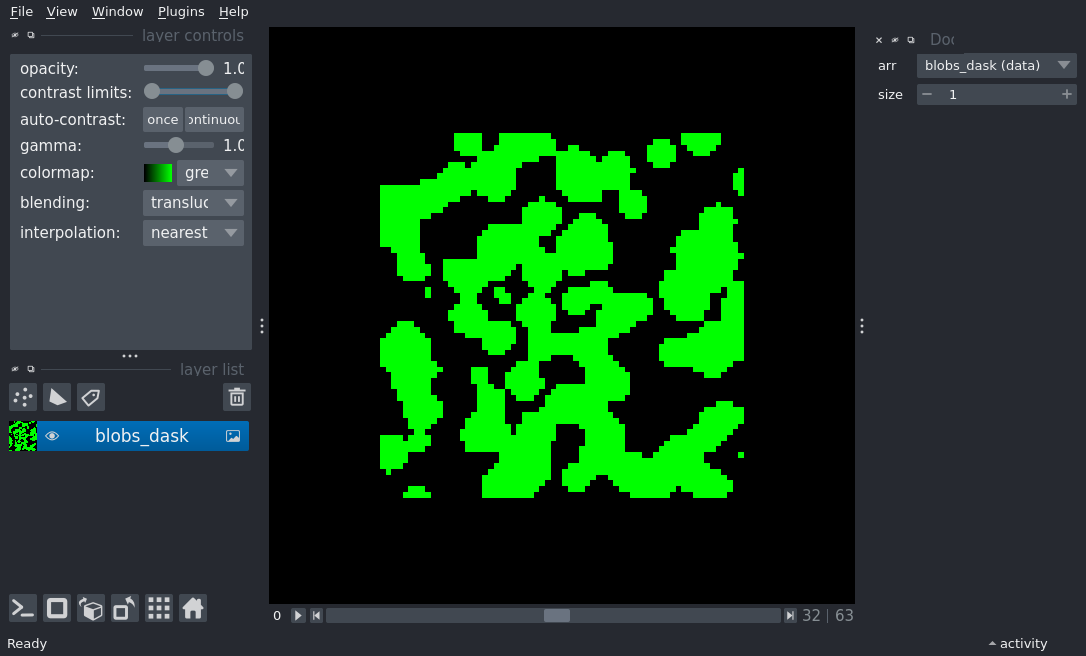 File View Window Plugins Help
layer controls
opacity: 1.0
contrast limits:
auto-contrast: once ontinuou
gamma: 1.0
colormap: gre
blending: transluc
interpolation: nearest
layer list
blobs_dask
Doc
arr blobs_dask (data)
size 1
0 32 | 63
Ready
activity